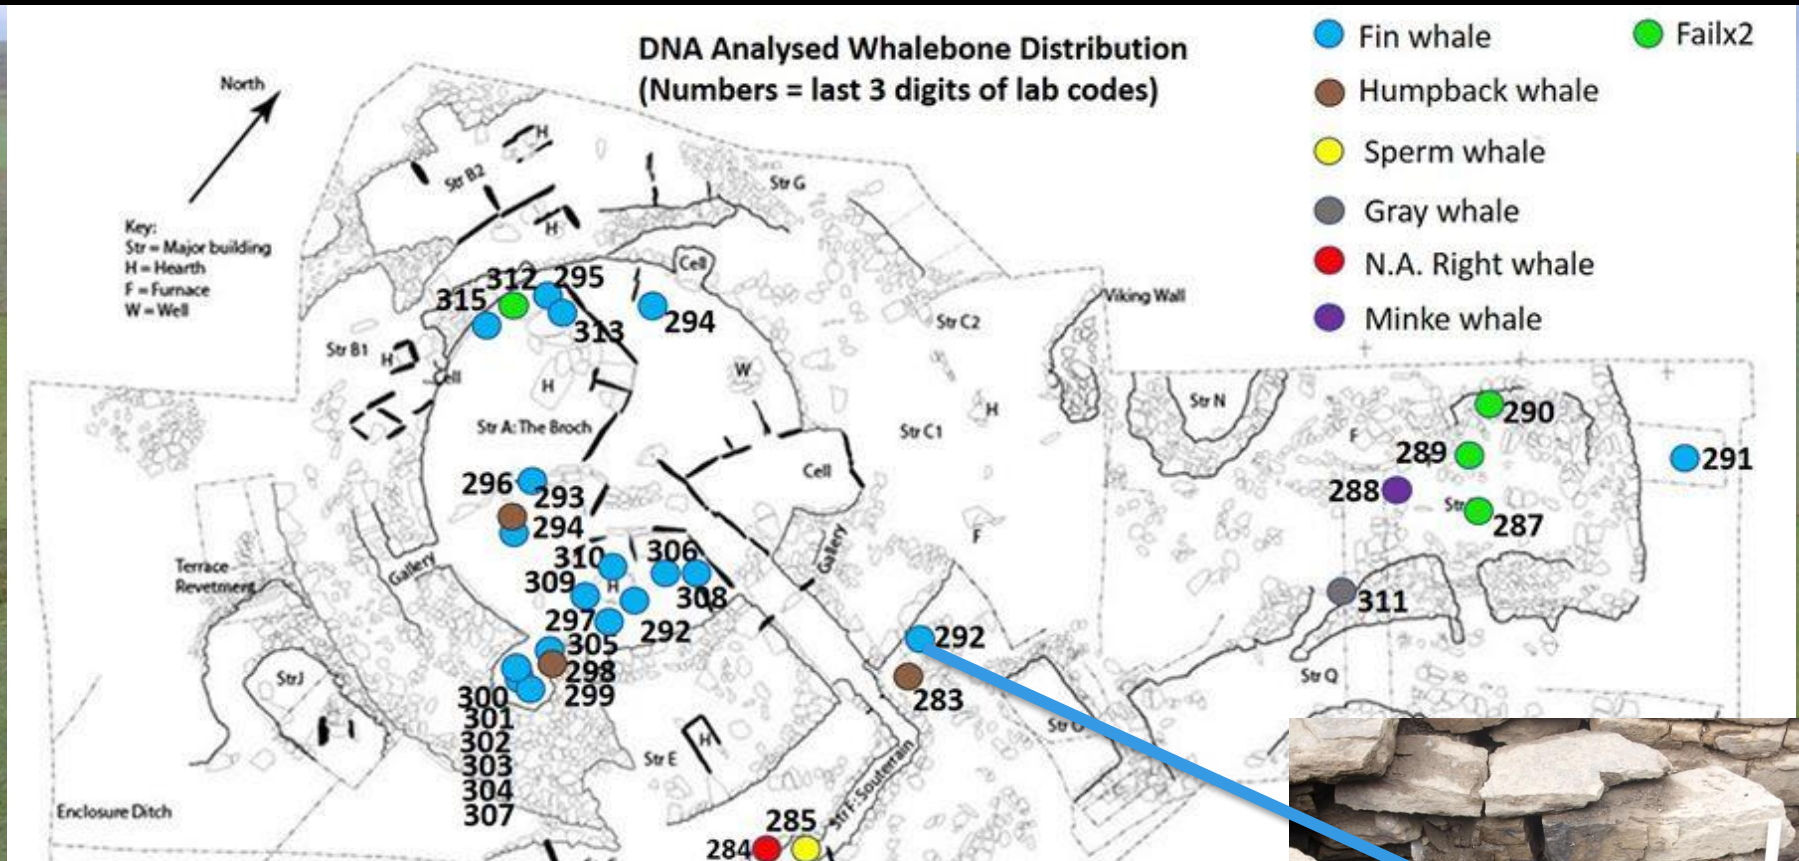 DNA Analysed Whalebone Distribution
(Numbers = last 3 digits of lab codes)
Fin whale
Failx2
Humpback whale
Sperm whale
Gray whale
N.A. Right whale
Minke whale
North
Key:
Str = Major building
H = Hearth
F = Furnace
W = Well
H
Str B2
Str G
H
Cell
312
295
315
313
294
Viking Wall
Str C2
Str B1
H
Cell
H
W
Str N
H
Str A: The Broch
Str C1
290
F
289
291
Cell
296
293
288
Str
294
287
Gallery
F
310
306
Terrace
Revetment
Gallery
309
H
308
311
297
292
292
305
298
Str J
Str Q
300
299
283
301
302
Str E
H
303
304
307
Str F: Souterrain
Enclosure Ditch
285
284